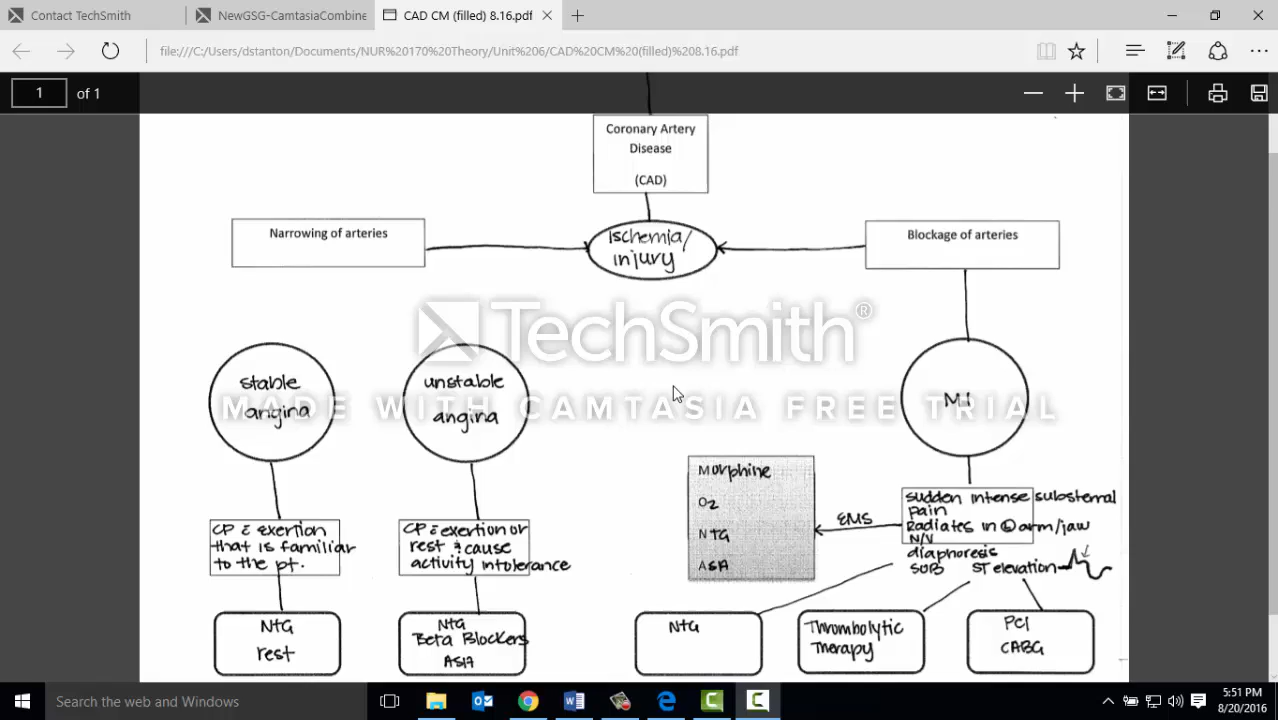 Contact TechSmith
NewGSG-CamtasiaCombine
CAD CM (filled) 8.16.pdf
file:///C:/Users/dstanton/Documents/NUR%20170%20Theory/Unit%206/CAD%20CM%20(filled)%208.16.pdf
1 of 1
Coronary Artery
Disease
(CAD)
Narrowing of arteries
Ischemia/
injury
Blockage of arteries
TechSmith®
MADE WITH CAMTASIA FREE TRIAL
stable
angina
unstable
angina
MI
CP c̄ exertion
that is familiar
to the pt.
CP c̄ exertion or
rest & cause
activity intolerance
Morphine
O2
NTG
ASA
EMS
sudden intense substernal
pain
Radiates in Ⓛ arm/jaw
N/V
diaphoresis
SOB ST elevation
NTG
rest
NTG
Beta Blockers
ASA
NTG
Thrombolytic
Therapy
PCI
CABG
Search the web and Windows
5:51 PM
8/20/2016